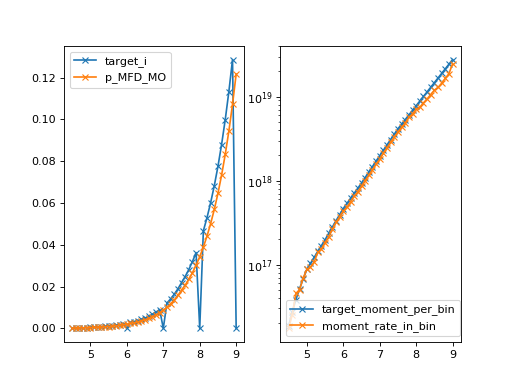 target_i
p_MFD_MO
0.12
0.10
0.08
0.06
0.04
0.02
0.00
5 6 7 8 9
10^19
10^18
10^17
target_moment_per_bin
moment_rate_in_bin
5 6 7 8 9